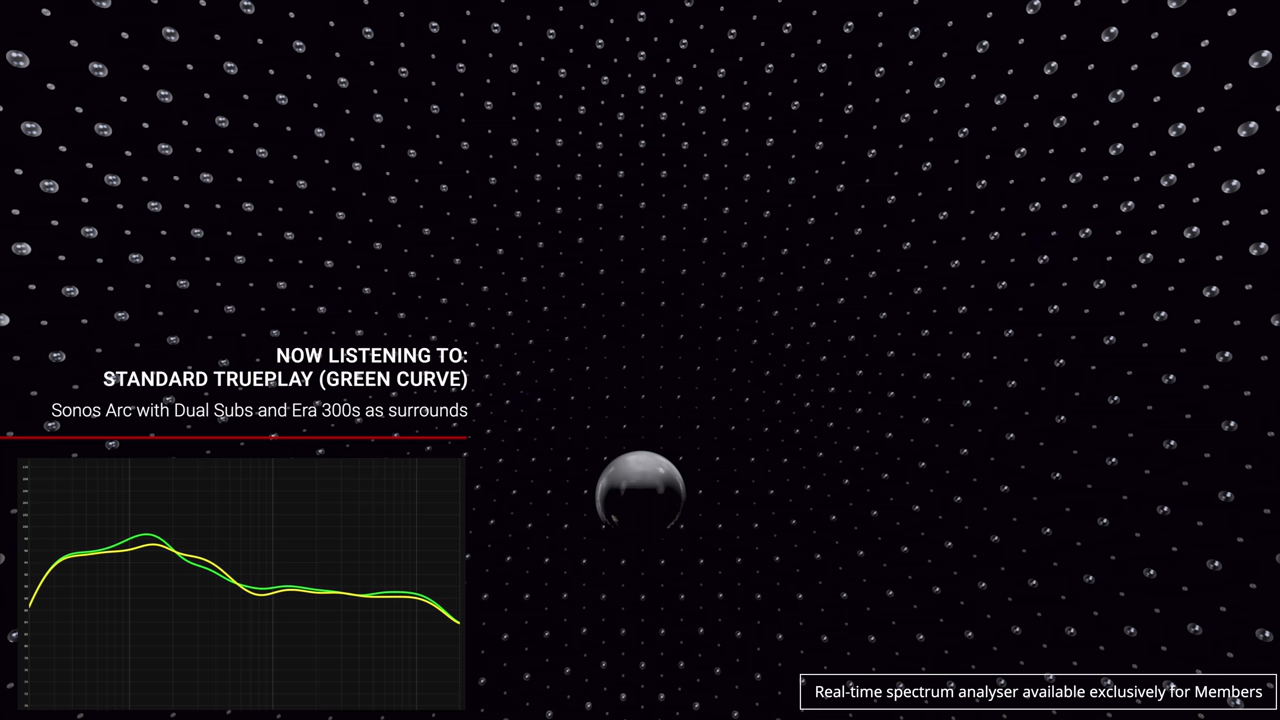 NOW LISTENING TO:
STANDARD TRUEPLAY (GREEN CURVE)
Sonos Arc with Dual Subs and Era 300s as surrounds
Real-time spectrum analyser available exclusively for Members